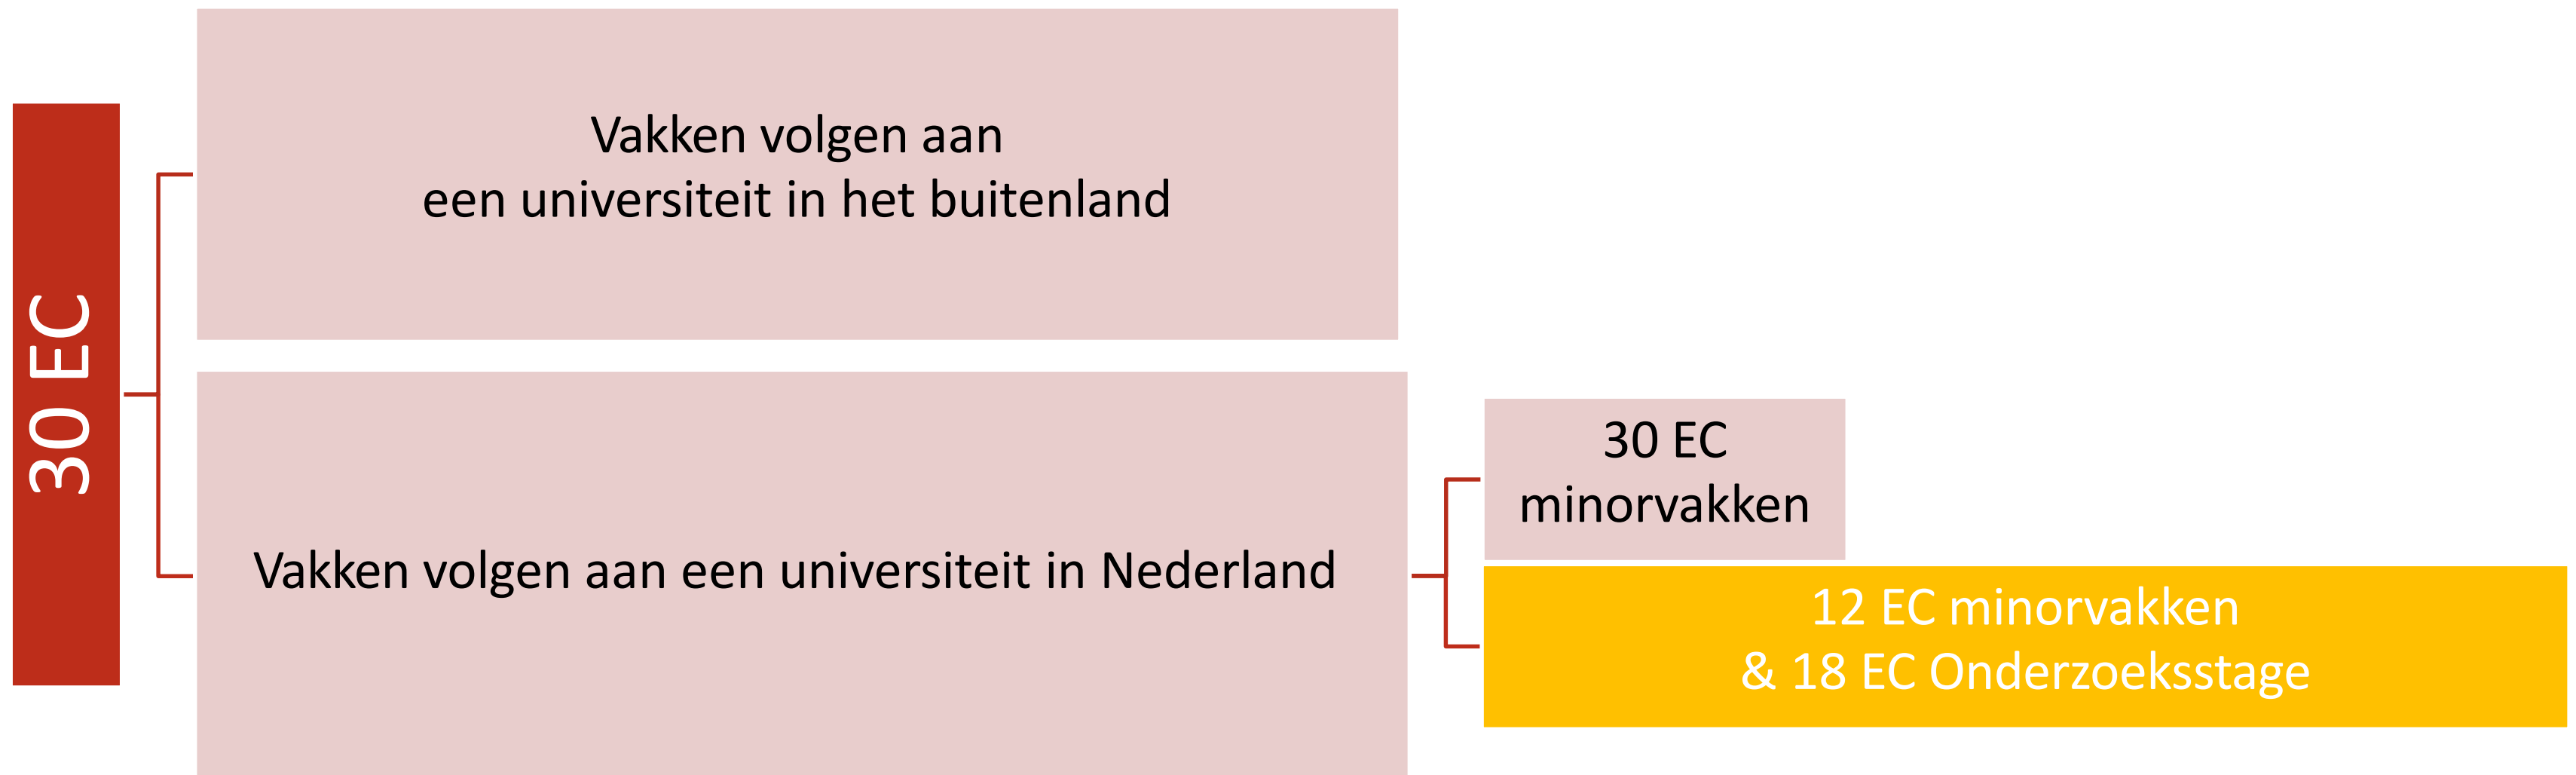 30 EC
Vakken volgen aan
een universiteit in het buitenland
Vakken volgen aan een universiteit in Nederland
30 EC
minorvakken
12 EC minorvakken
& 18 EC Onderzoeksstage